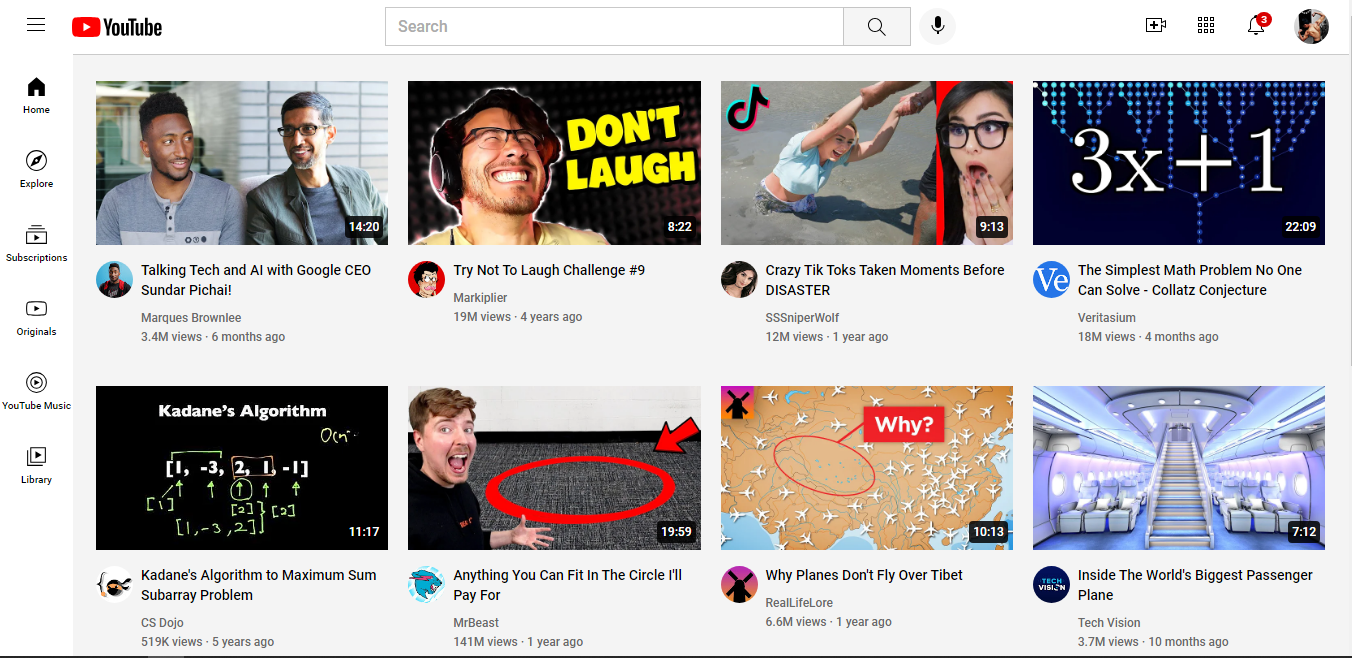 YouTube
Search
3
Home
Explore
Subscriptions
Originals
YouTube Music
Library
14:20
DON'T
LAUGH
8:22
9:13
3x+1
22:09
Talking Tech and AI with Google CEO
Sundar Pichai!
Marques Brownlee
3.4M views · 6 months ago
Try Not To Laugh Challenge #9
Markiplier
19M views · 4 years ago
Crazy Tik Toks Taken Moments Before
DISASTER
SSSniperWolf
12M views · 1 year ago
Ve
The Simplest Math Problem No One
Can Solve - Collatz Conjecture
Veritasium
18M views · 4 months ago
Kadane's Algorithm
[1, -3, 2, 1, -1]
[1]
[2]
[2]
[1, -3, 2]
11:17
19:59
Why?
10:13
7:12
Kadane's Algorithm to Maximum Sum
Subarray Problem
CS Dojo
519K views · 5 years ago
Anything You Can Fit In The Circle I'll
Pay For
MrBeast
141M views · 1 year ago
Why Planes Don't Fly Over Tibet
RealLifeLore
6.6M views · 1 year ago
TECH
VISION
Inside The World's Biggest Passenger
Plane
Tech Vision
3.7M views · 10 months ago